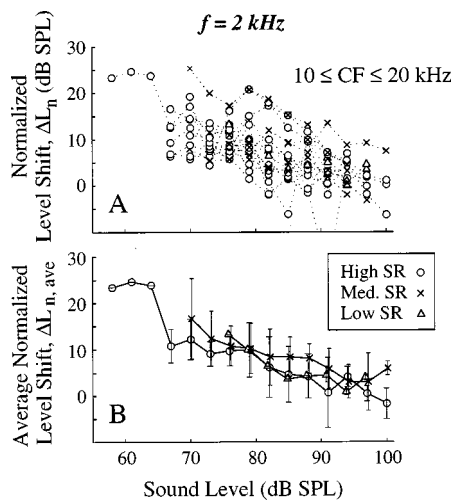 f = 2 kHz
Normalized
Level Shift, ΔLn (dB SPL)
30
20
10
0
10 ≤ CF ≤ 20 kHz
A
Average Normalized
Level Shift, ΔLn, ave
30
20
10
0
High SR
Med. SR
Low SR
B
60
70
80
90
100
Sound Level (dB SPL)